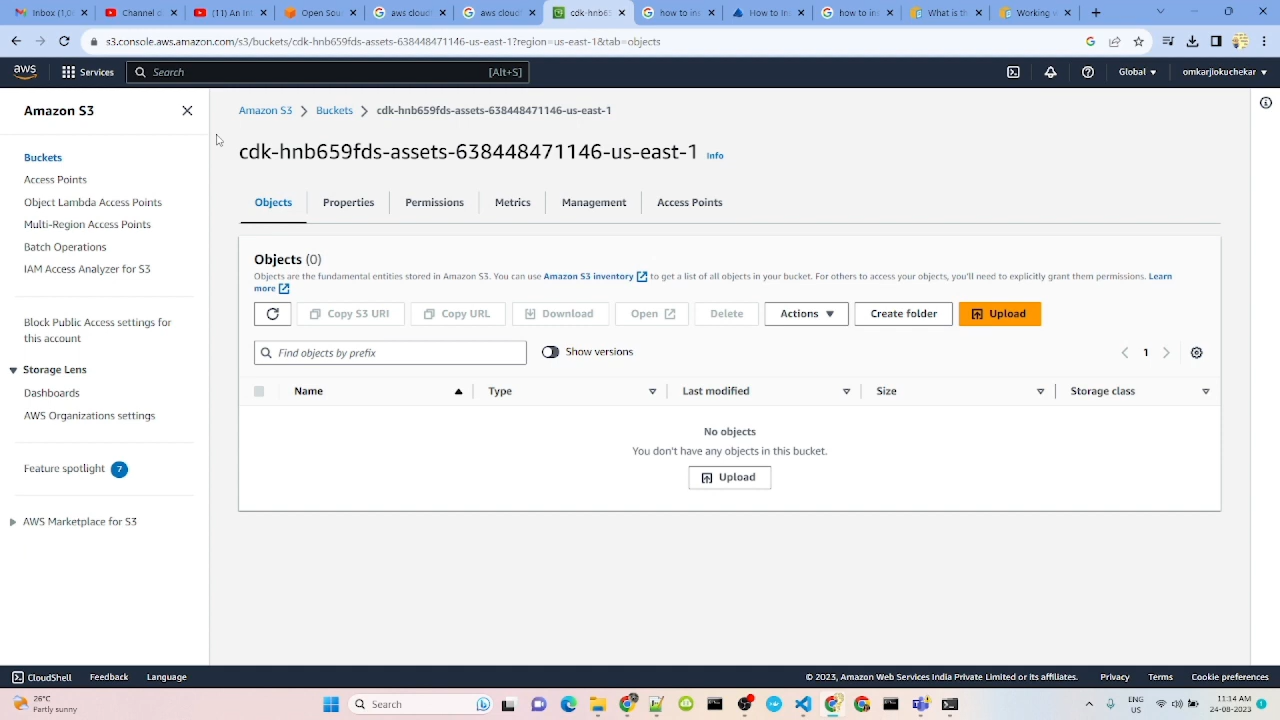 Inbox (1,0
Channel c
(1) An Int
Open Sou
aws cloud
aws cloud
cdk-hnb6
how to ins
How to In
how to ins
What is th
Working v
s3.console.aws.amazon.com/s3/buckets/cdk-hnb659fds-assets-638448471146-us-east-1?region=us-east-1&tab=objects
aws
Services
Search
[Alt+S]
Global
omkarjiokuchekar
Amazon S3
Buckets
Access Points
Object Lambda Access Points
Multi-Region Access Points
Batch Operations
IAM Access Analyzer for S3
Block Public Access settings for
this account
Storage Lens
Dashboards
AWS Organizations settings
Feature spotlight 7
AWS Marketplace for S3
Amazon S3
Buckets
cdk-hnb659fds-assets-638448471146-us-east-1
cdk-hnb659fds-assets-638448471146-us-east-1 Info
Objects
Properties
Permissions
Metrics
Management
Access Points
Objects (0)
Objects are the fundamental entities stored in Amazon S3. You can use Amazon S3 inventory to get a list of all objects in your bucket. For others to access your objects, you'll need to explicitly grant them permissions. Learn
more
Copy S3 URI
Copy URL
Download
Open
Delete
Actions
Create folder
Upload
Find objects by prefix
Show versions
1
Name
Type
Last modified
Size
Storage class
No objects
You don't have any objects in this bucket.
Upload
CloudShell
Feedback
Language
© 2023, Amazon Web Services India Private Limited or its affiliates.
Privacy
Terms
Cookie preferences
28°C
Partly sunny
Search
ENG
US
11:14 AM
24-08-2023